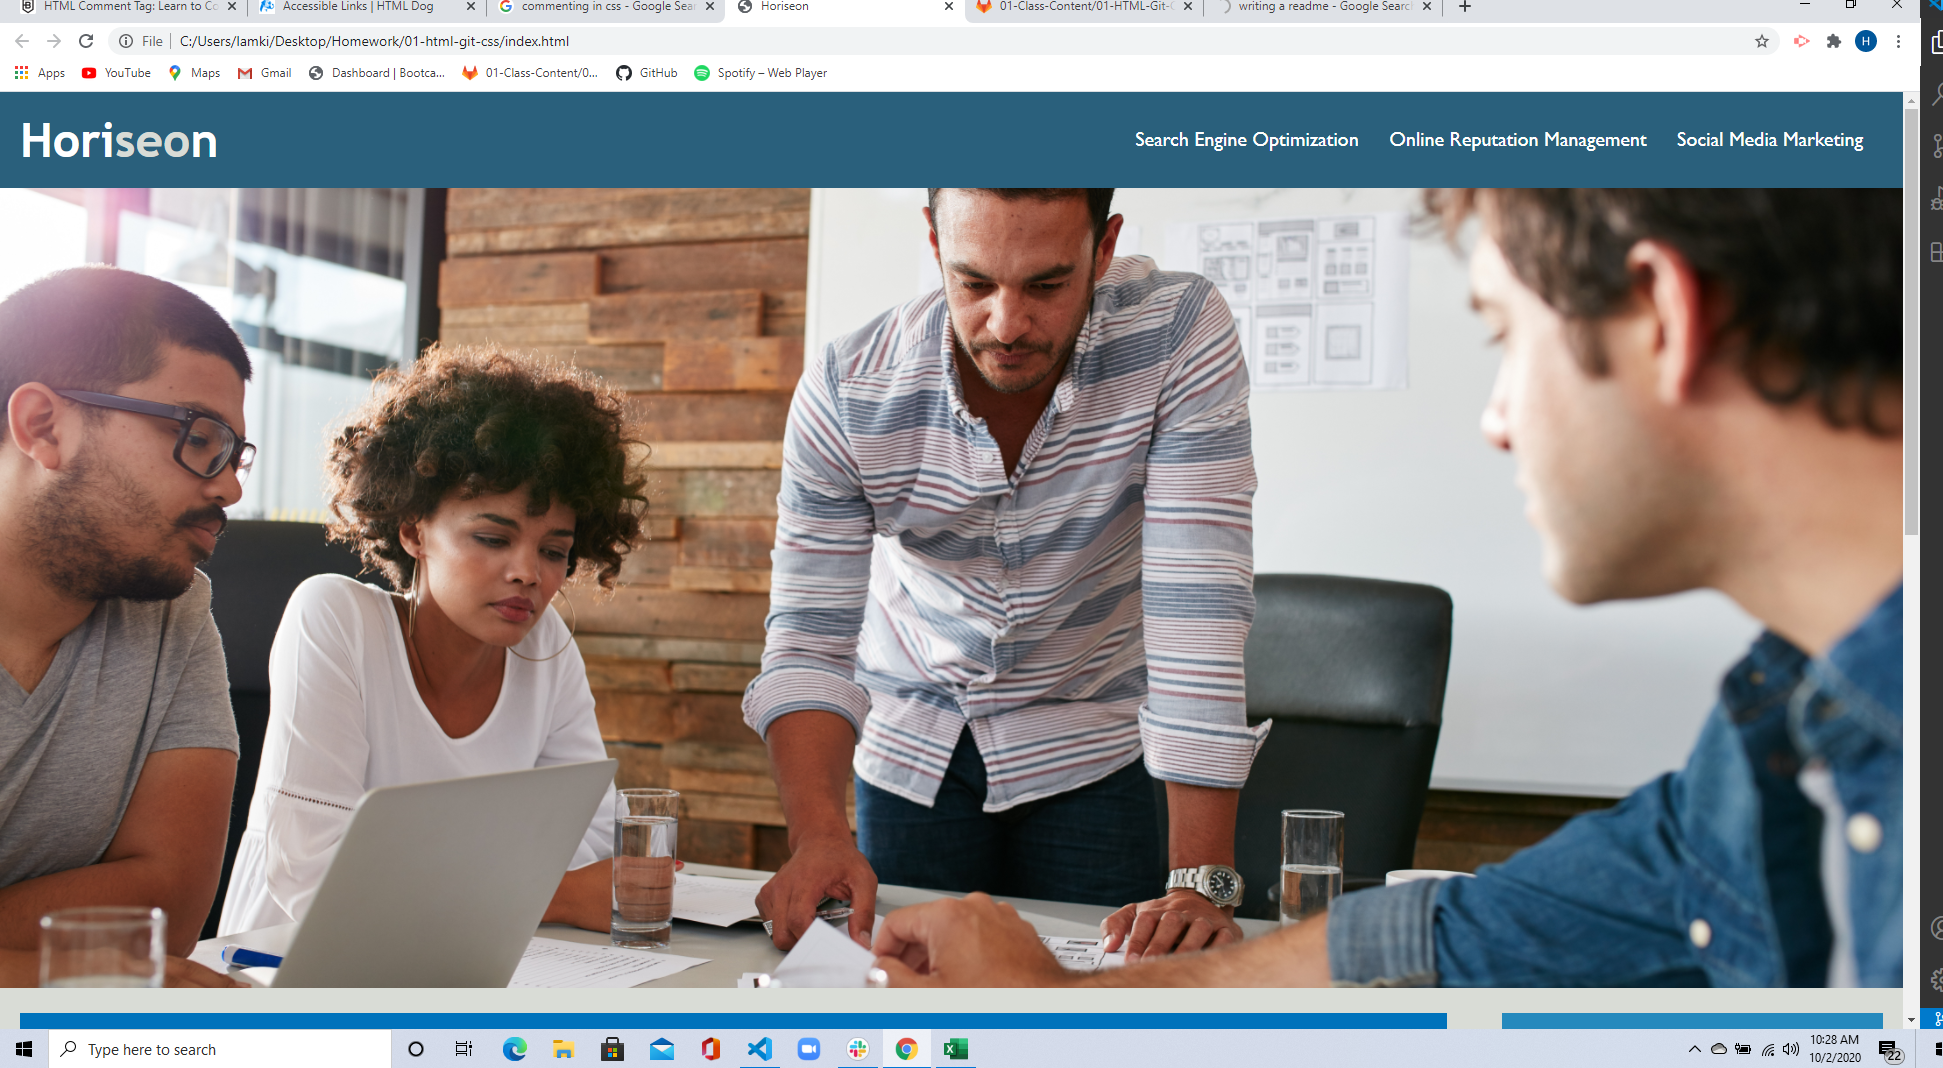 HTML Comment Tag: Learn to Co
Accessible Links | HTML Dog
commenting in css - Google Sear
Horiseon
01-Class-Content/01-HTML-Git-C
writing a readme - Google Search
File
C:/Users/lamki/Desktop/Homework/01-html-git-css/index.html
H
Apps
YouTube
Maps
Gmail
Dashboard | Bootca...
01-Class-Content/0...
GitHub
Spotify – Web Player
Horiseon
Search Engine Optimization
Online Reputation Management
Social Media Marketing
Type here to search
10:28 AM
10/2/2020
22